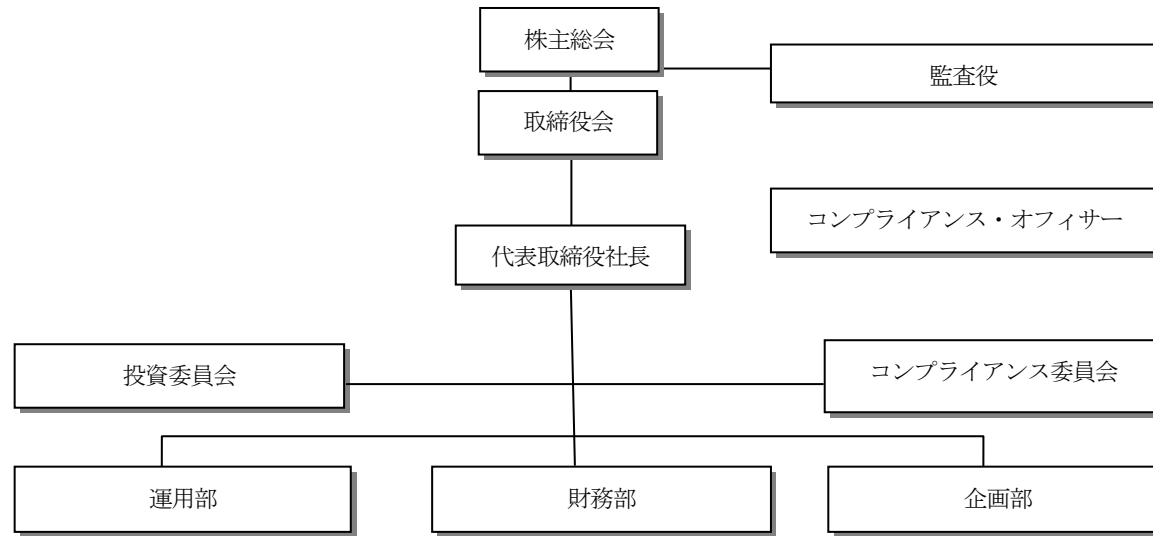 株主総会
監査役
取締役会
コンプライアンス・オフィサー
代表取締役社長
投資委員会
コンプライアンス委員会
運用部
財務部
企画部